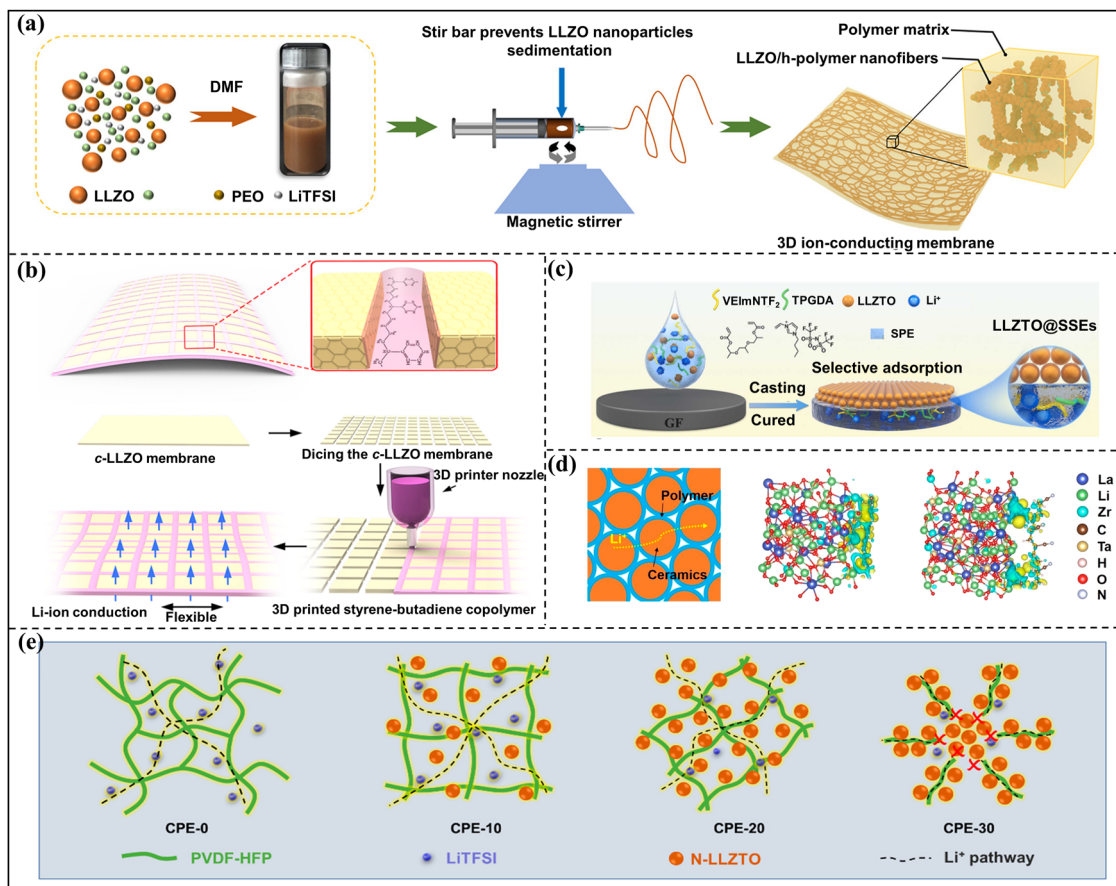 (a)
Stir bar prevents LLZO nanoparticles
sedimentation
DMF
LLZO
PEO
LiTFSI
Magnetic stirrer
Polymer matrix
LLZO/h-polymer nanofibers
3D ion-conducting membrane
(b)
c-LLZO membrane
Dicing the c-LLZO membrane
3D printer nozzle
Li-ion conduction
Flexible
3D printed styrene-butadiene copolymer
(c)
VEImNTF₂
TPGDA
LLZTO
Li⁺
SPE
LLZTO@SSEs
GF
Casting
Cured
Selective adsorption
(d)
Polymer
Li⁺
Ceramics
La
Li
Zr
C
Ta
H
O
N
(e)
CPE-0
CPE-10
CPE-20
CPE-30
PVDF-HFP
LiTFSI
N-LLZTO
Li⁺ pathway